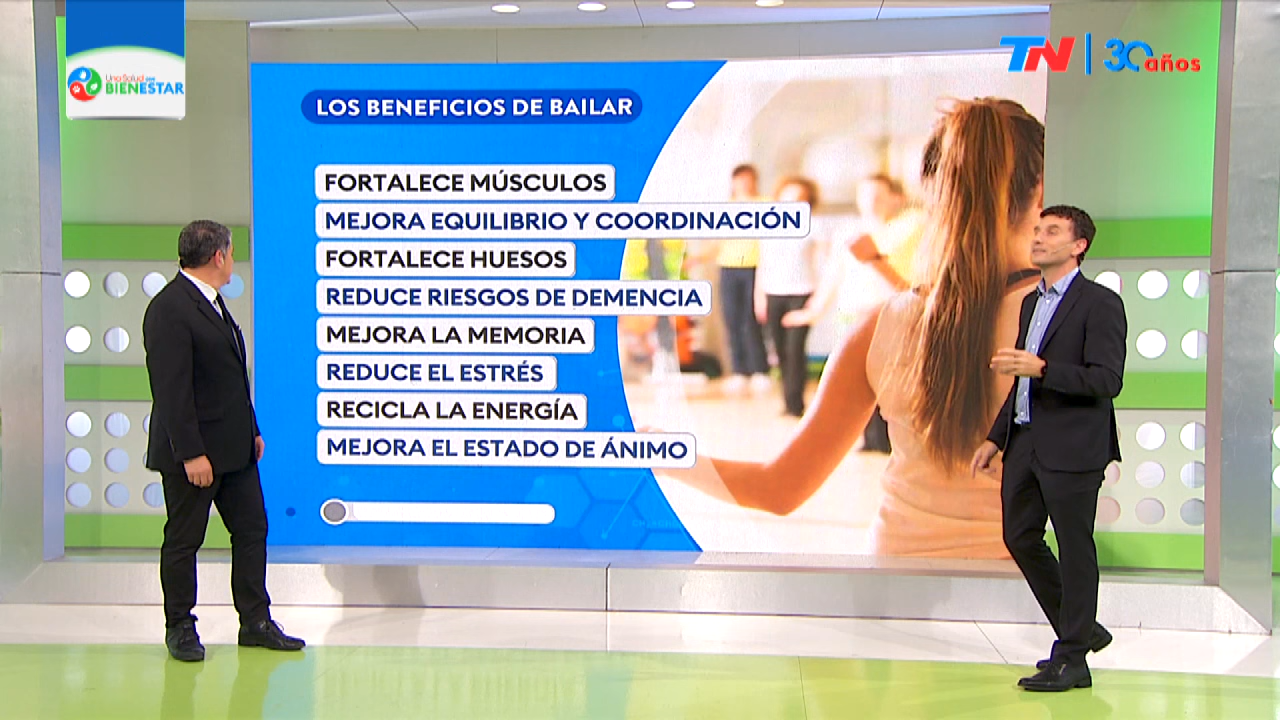 Una Salud con
BIENESTAR
TN 30 años
LOS BENEFICIOS DE BAILAR
FORTALECE MÚSCULOS
MEJORA EQUILIBRIO Y COORDINACIÓN
FORTALECE HUESOS
REDUCE RIESGOS DE DEMENCIA
MEJORA LA MEMORIA
REDUCE EL ESTRÉS
RECICLA LA ENERGÍA
MEJORA EL ESTADO DE ÁNIMO